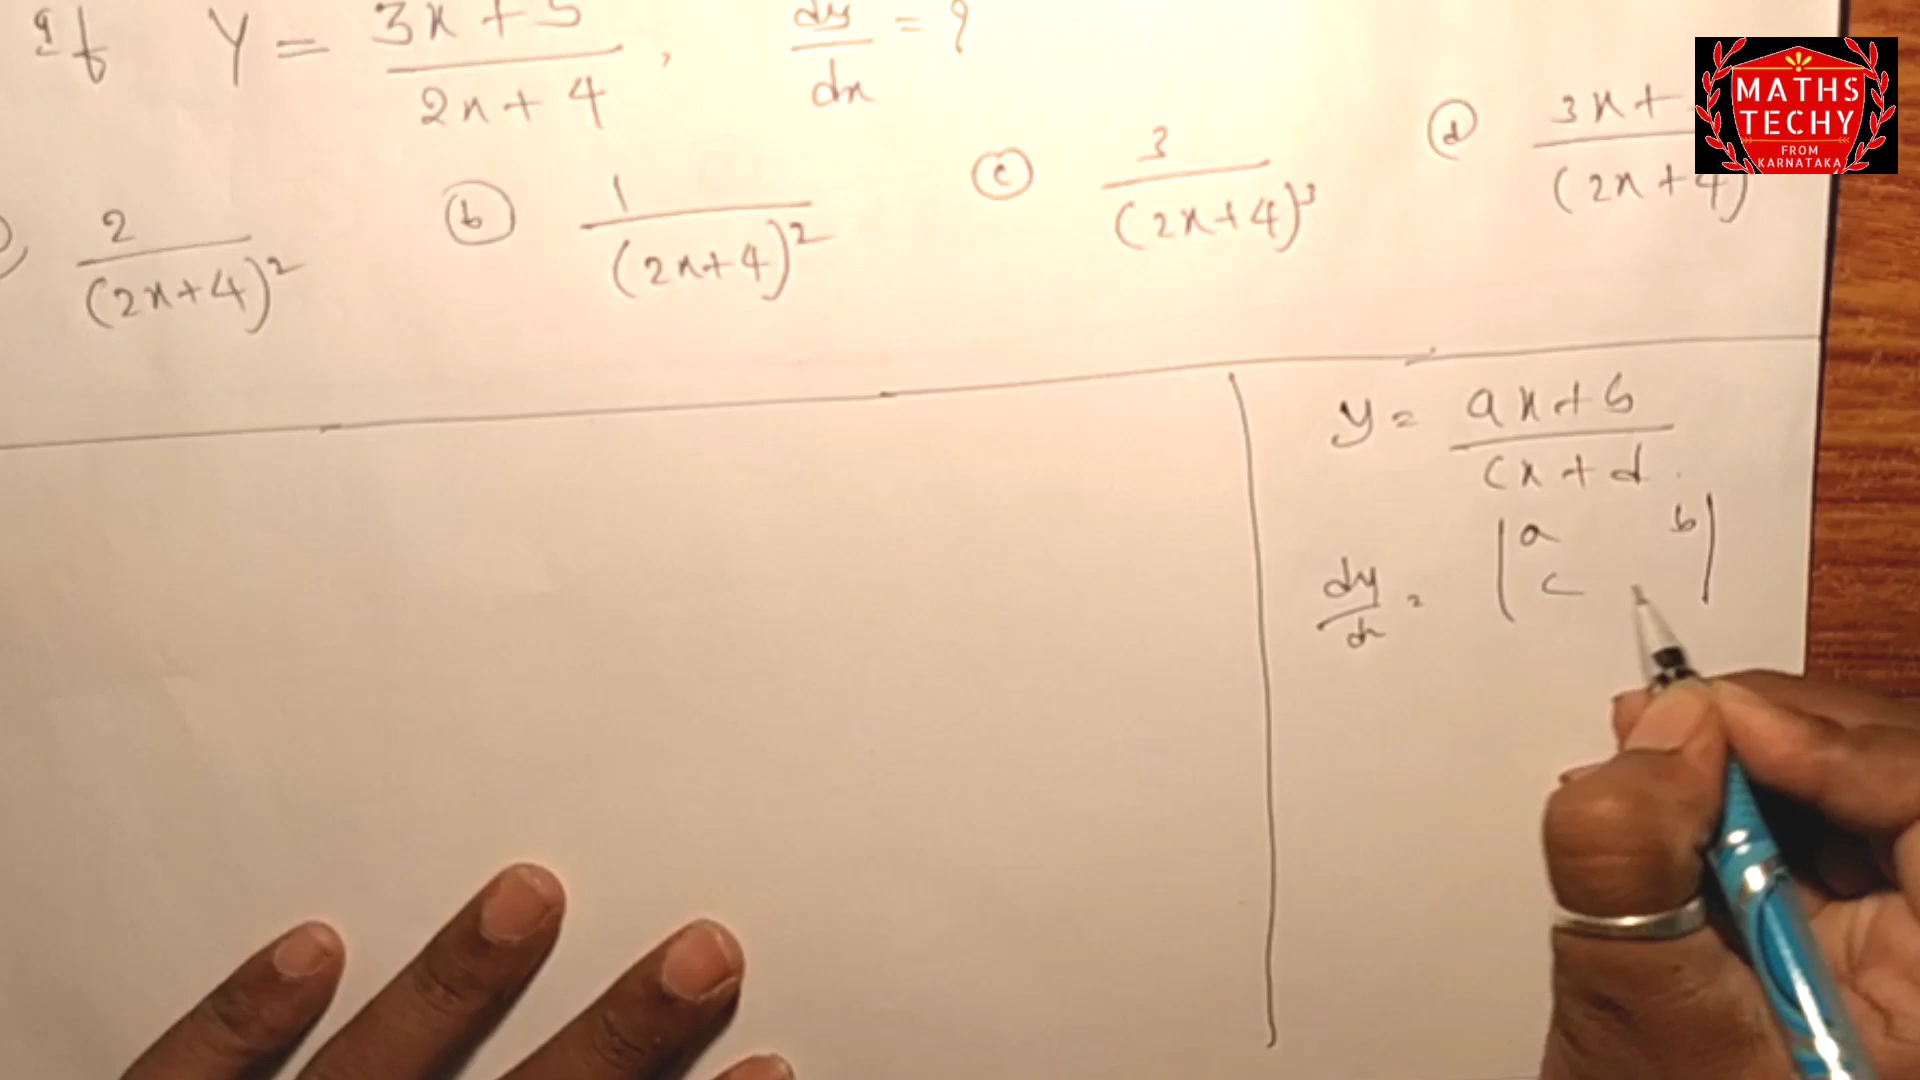 If Y = 3x+5 / 2x+4 , dy/dx = ?
2 / (2x+4)² (b) 1 / (2x+4)² (c) 3 / (2x+4)³ (d) 3x+ / (2x+4)
y = ax+b / cx+d
dy/dx = | a b |
| c |
MATHS
TECHY
FROM
KARNATAKA